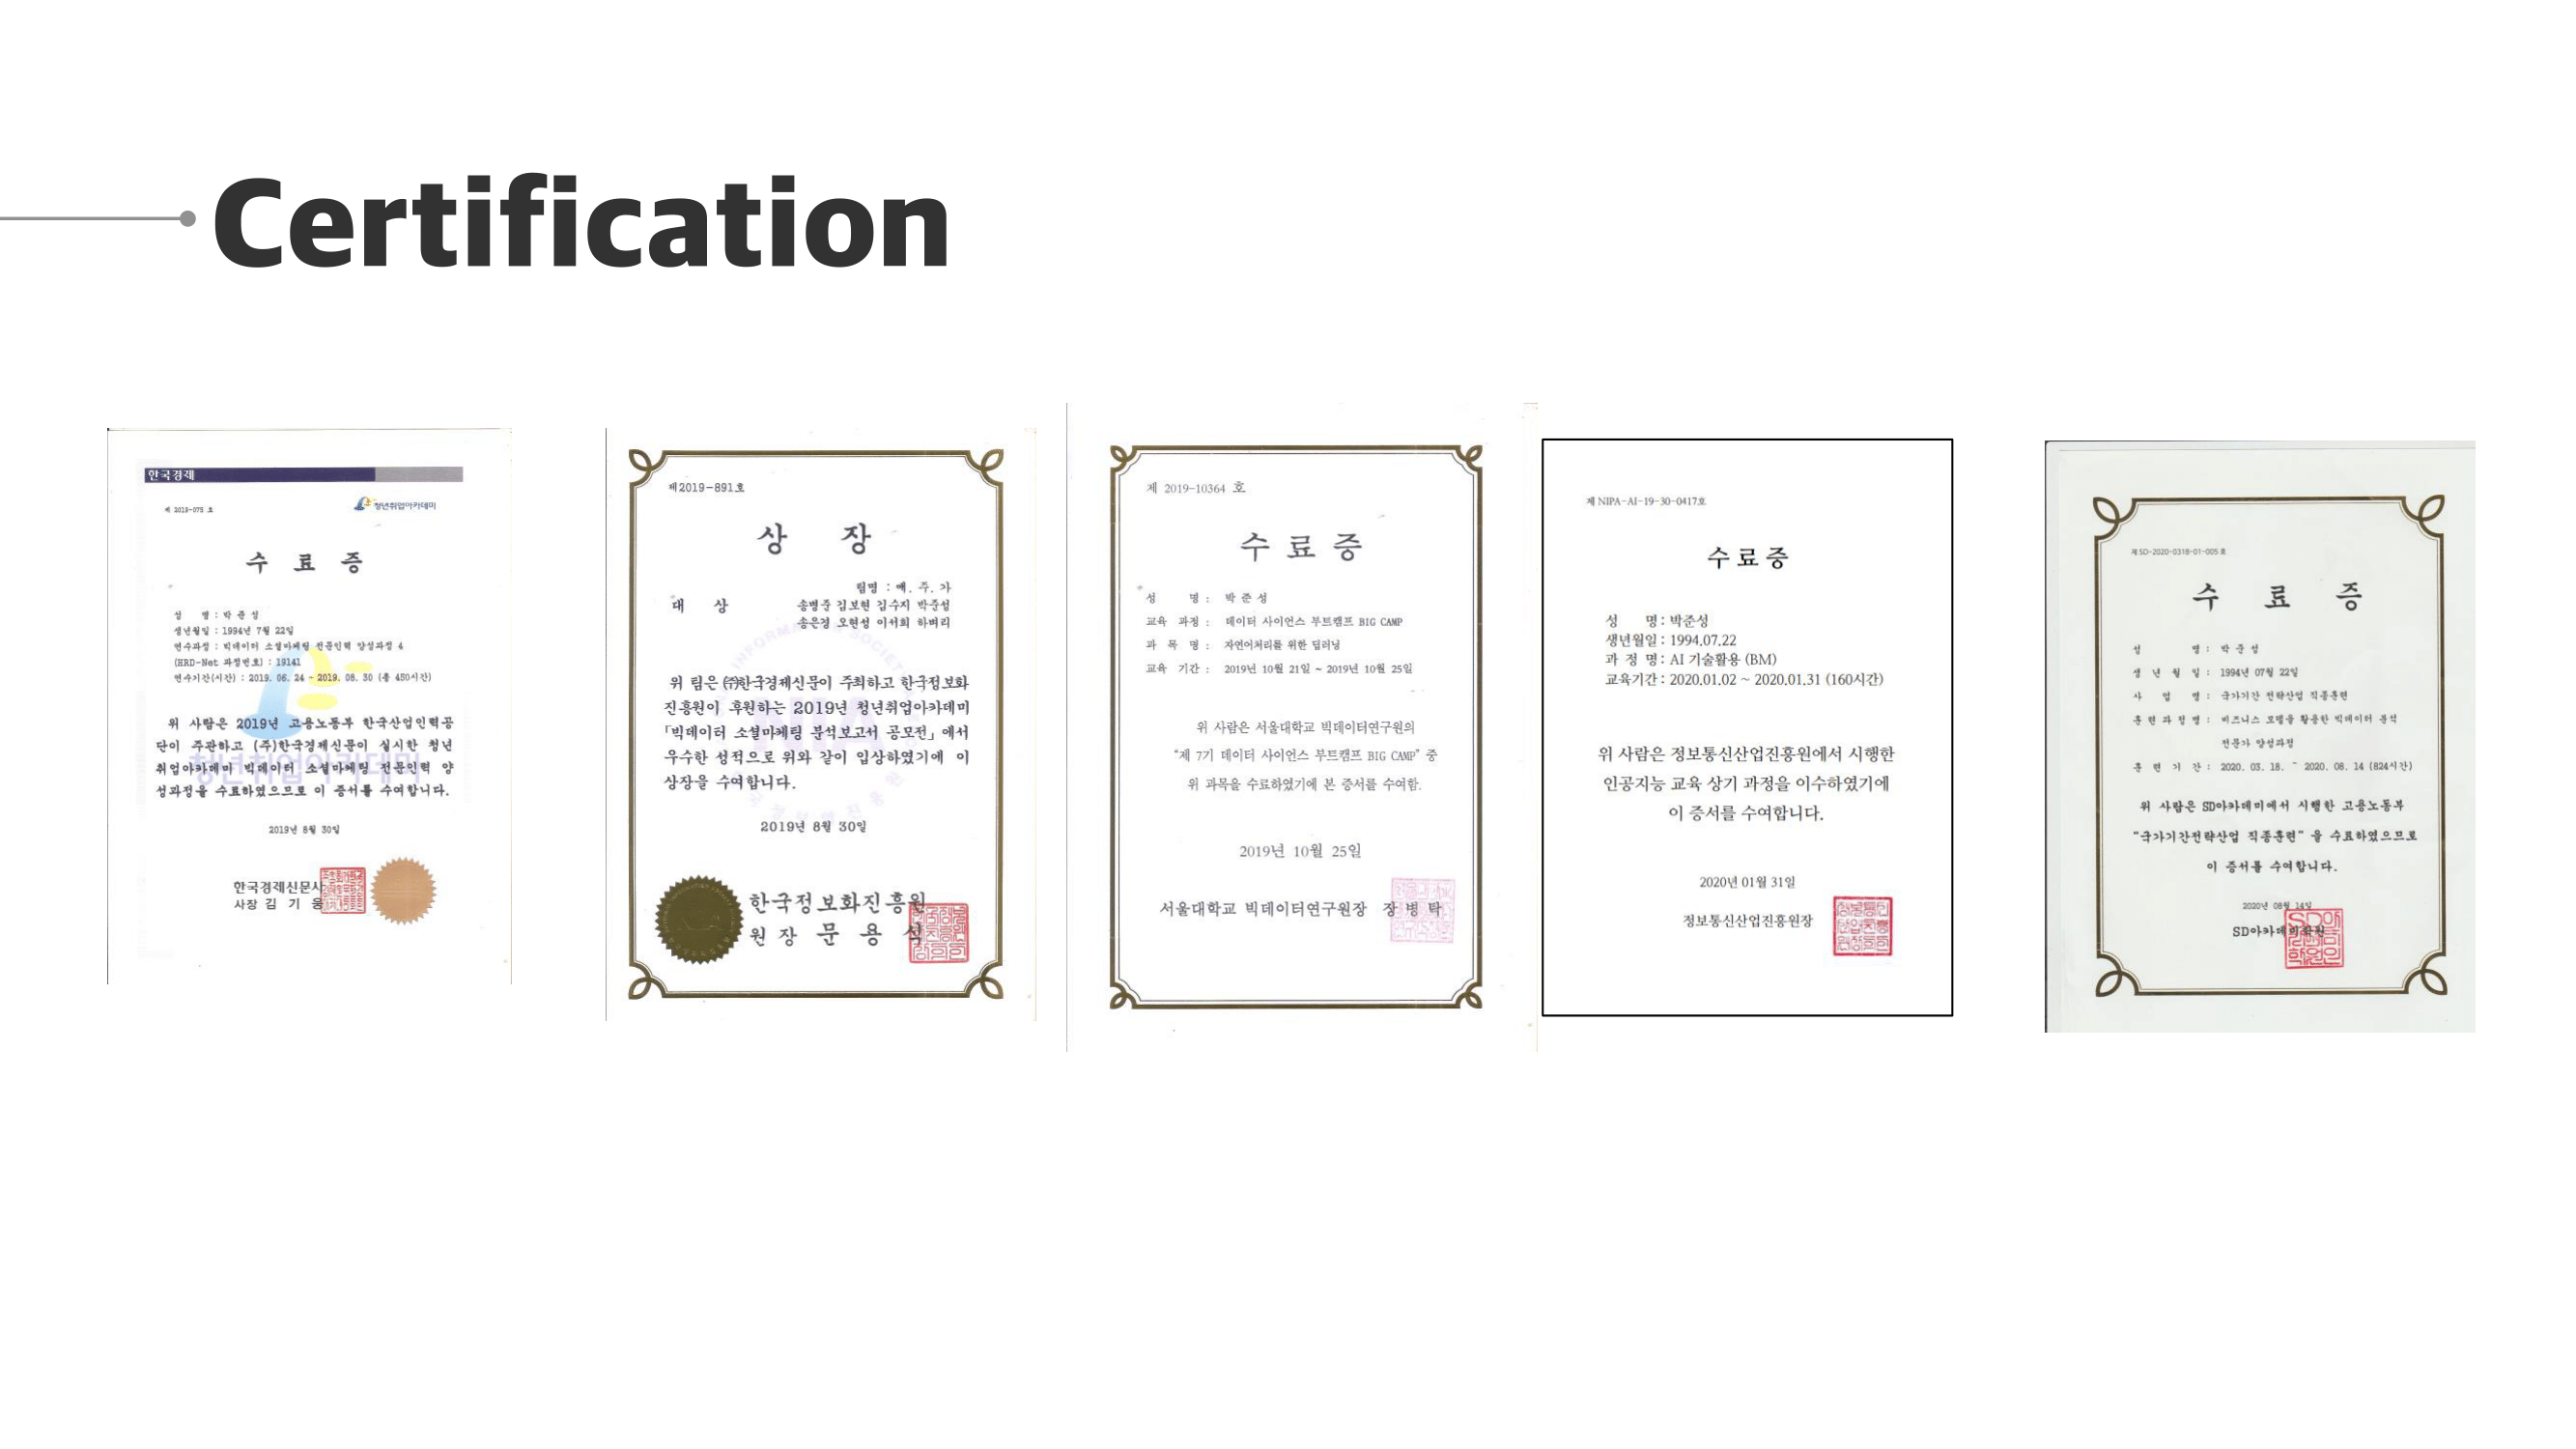 Certification
한국경제
제 2019-075 호
청년취업아카데미
수 료 증
성 명 : 박 준 성
생년월일 : 1994년 7월 22일
연수과정 : 빅데이터 소셜마케팅 전문인력 양성과정 4
(HRD-Net 과정번호) : 19141
연수기간(시간) : 2019. 06. 24 - 2019. 08. 30 (총 450시간)
위 사람은 2019년 고용노동부 한국산업인력공
단이 주관하고 (주)한국경제신문이 실시한 청년
취업아카데미 빅데이터 소셜마케팅 전문인력 양
성과정을 수료하였으므로 이 증서를 수여합니다.
2019년 8월 30일
한국경제신문사
사장 김 기 웅
제2019-891호
상 장
팀명 : 애. 주. 가
대 상
송병준 김보현 김수지 박준성
송은경 오현성 이서희 하벼리
위 팀은 ㈜한국경제신문이 주최하고 한국정보화
진흥원이 후원하는 2019년 청년취업아카데미
「빅데이터 소셜마케팅 분석보고서 공모전」에서
우수한 성적으로 위와 같이 입상하였기에 이
상장을 수여합니다.
2019년 8월 30일
한국정보화진흥원
원 장 문 용 식
제 2019-10364 호
수 료 증
성 명 : 박 준 성
교육 과정 : 데이터 사이언스 부트캠프 BIG CAMP
과 목 명 : 자연어처리를 위한 딥러닝
교육 기간 : 2019년 10월 21일 ~ 2019년 10월 25일
위 사람은 서울대학교 빅데이터연구원의
"제 7기 데이터 사이언스 부트캠프 BIG CAMP" 중
위 과목을 수료하였기에 본 증서를 수여함.
2019년 10월 25일
서울대학교 빅데이터연구원장 장 병 탁
제 NIPA-AI-19-30-0417호
수 료 증
성 명 : 박준성
생년월일 : 1994.07.22
과 정 명 : AI 기술활용 (BM)
교육기간 : 2020.01.02 ~ 2020.01.31 (160시간)
위 사람은 정보통신산업진흥원에서 시행한
인공지능 교육 상기 과정을 이수하였기에
이 증서를 수여합니다.
2020년 01월 31일
정보통신산업진흥원장
제 SD-2020-0318-01-005 호
수 료 증
성 명 : 박 준 성
생 년 월 일 : 1994년 07월 22일
사 업 명 : 국가기간 전략산업 직종훈련
훈 련 과 정 명 : 비즈니스 모델을 활용한 빅데이터 분석
전문가 양성과정
훈 련 기 간 : 2020. 03. 18. ~ 2020. 08. 14 (824시간)
위 사람은 SD아카데미에서 시행한 고용노동부
"국가기간전략산업 직종훈련" 을 수료하였으므로
이 증서를 수여합니다.
2020년 08월 14일
SD아카데미학원